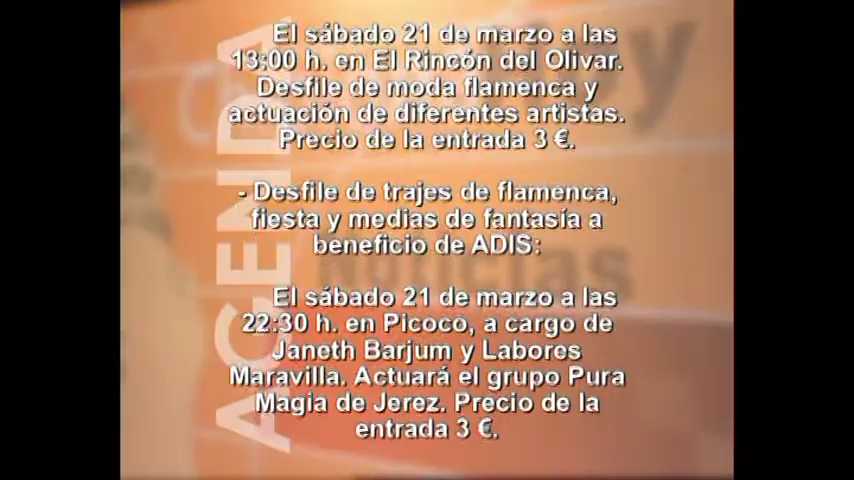 El sábado 21 de marzo a las
13:00 h. en El Rincón del Olivar.
Desfile de moda flamenca y
actuación de diferentes artistas.
Precio de la entrada 3 €.
- Desfile de trajes de flamenca,
fiesta y medias de fantasía a
beneficio de ADIS:
El sábado 21 de marzo a las
22:30 h. en Picoco, a cargo de
Janeth Barjum y Labores
Maravilla. Actuará el grupo Pura
Magia de Jerez. Precio de la
entrada 3 €.
AGENDA
Noticias